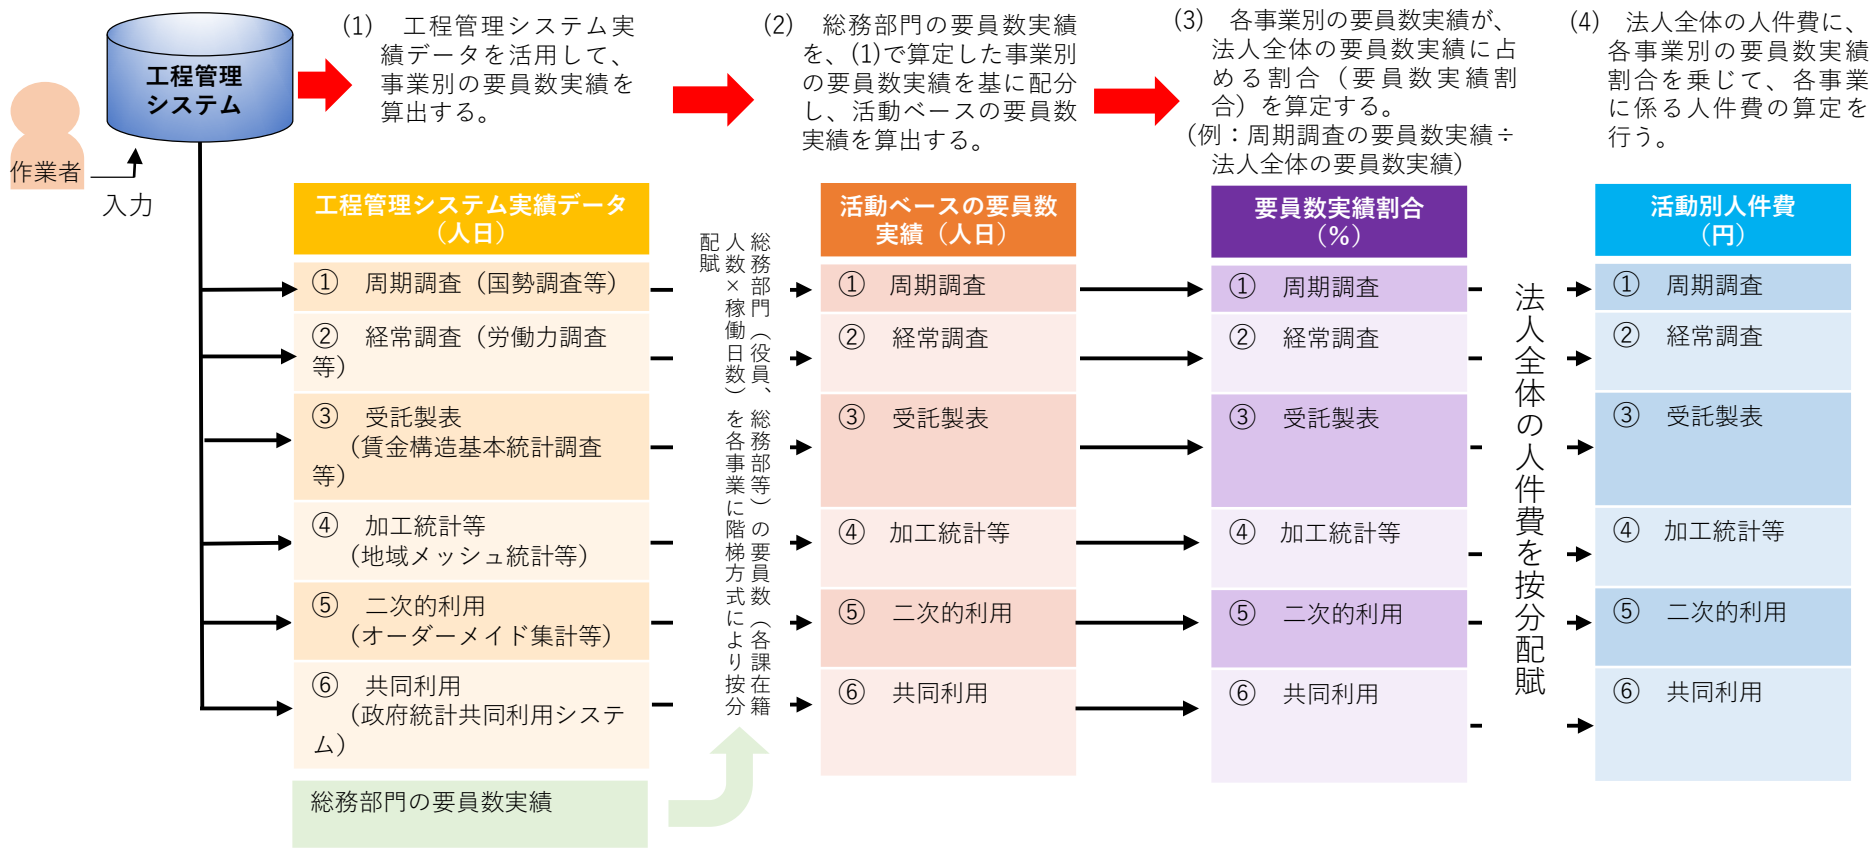 工程管理
システム
作業者
入力
(1)　工程管理システム実
績データを活用して、
事業別の要員数実績を
算出する。
(2)　総務部門の要員数実績
を、(1)で算定した事業別
の要員数実績を基に配分
し、活動ベースの要員数
実績を算出する。
(3)　各事業別の要員数実績が、
法人全体の要員数実績に占
める割合（要員数実績割
合）を算定する。
（例：周期調査の要員数実績÷
法人全体の要員数実績）
(4)　法人全体の人件費に、
各事業別の要員数実績
割合を乗じて、各事業
に係る人件費の算定を
行う。
工程管理システム実績データ
（人日）
①　周期調査（国勢調査等）
②　経常調査（労働力調査
等）
③　受託製表
（賃金構造基本統計調査
等）
④　加工統計等
（地域メッシュ統計等）
⑤　二次的利用
（オーダーメイド集計等）
⑥　共同利用
（政府統計共同利用システ
ム）
総務部門の要員数実績
総務部門（役員、総務部等）の要員数（各課在籍
人数×稼働日数）を各事業に階梯方式により按分
配賦
活動ベースの要員数
実績（人日）
①　周期調査
②　経常調査
③　受託製表
④　加工統計等
⑤　二次的利用
⑥　共同利用
要員数実績割合
（%）
①　周期調査
②　経常調査
③　受託製表
④　加工統計等
⑤　二次的利用
⑥　共同利用
法人全体の人件費を按分配賦
活動別人件費
（円）
①　周期調査
②　経常調査
③　受託製表
④　加工統計等
⑤　二次的利用
⑥　共同利用